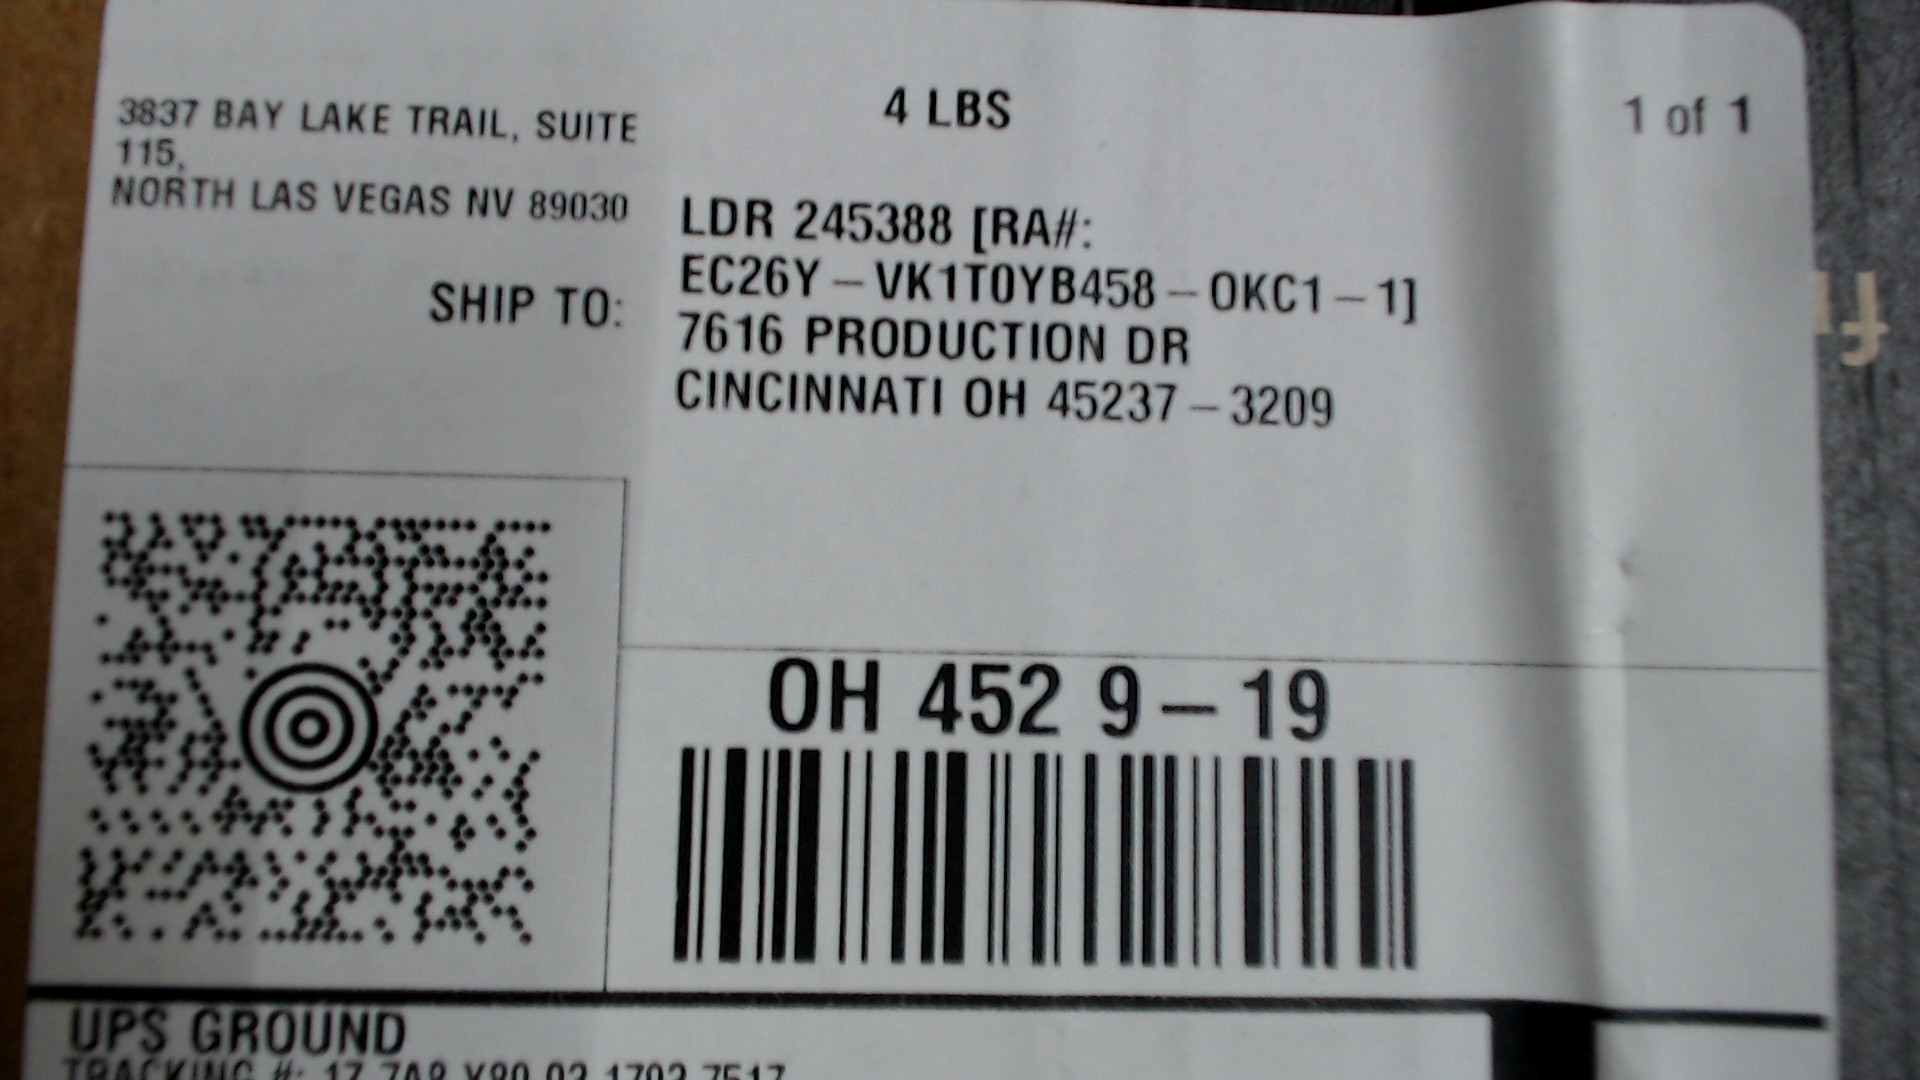 3837 BAY LAKE TRAIL, SUITE
115,
NORTH LAS VEGAS NV 89030
4 LBS
1 of 1
SHIP TO:
LDR 245388 [RA#:
EC26Y – VK1T0YB458 – OKC1 – 1]
7616 PRODUCTION DR
CINCINNATI OH 45237 – 3209
OH 452 9 – 19
UPS GROUND
TRACKING #: